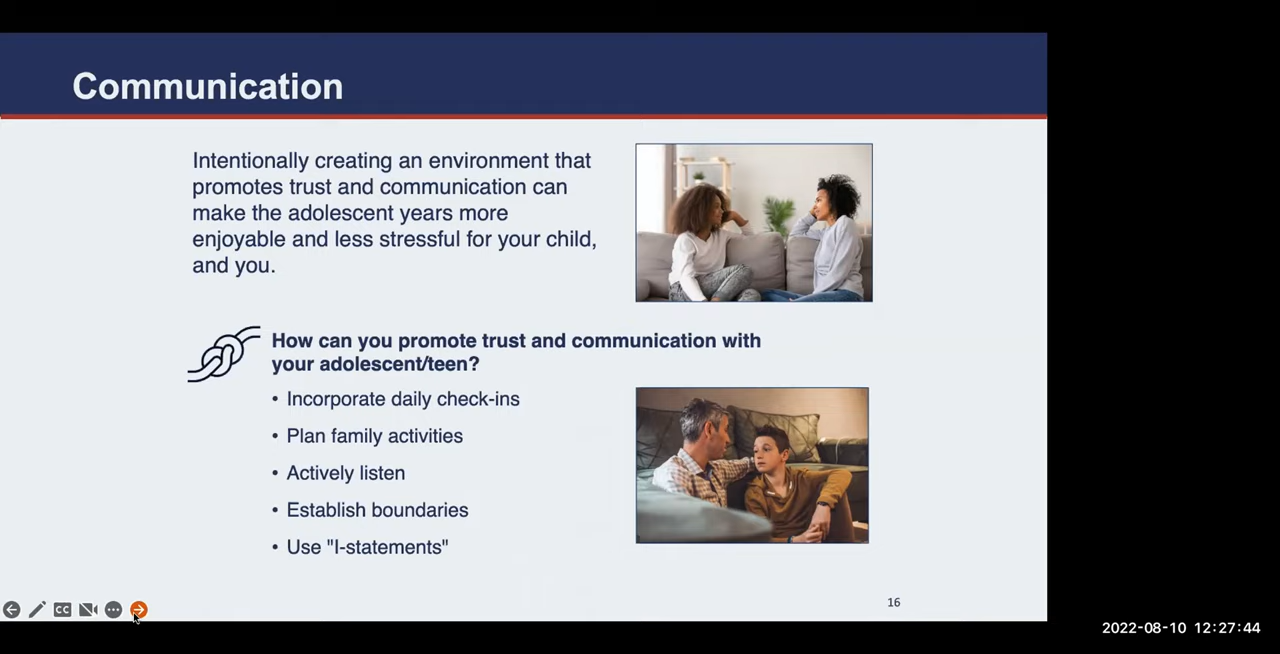 Communication
Intentionally creating an environment that
promotes trust and communication can
make the adolescent years more
enjoyable and less stressful for your child,
and you.
How can you promote trust and communication with
your adolescent/teen?
• Incorporate daily check-ins
• Plan family activities
• Actively listen
• Establish boundaries
• Use "I-statements"
CC
16
2022-08-10 12:27:44